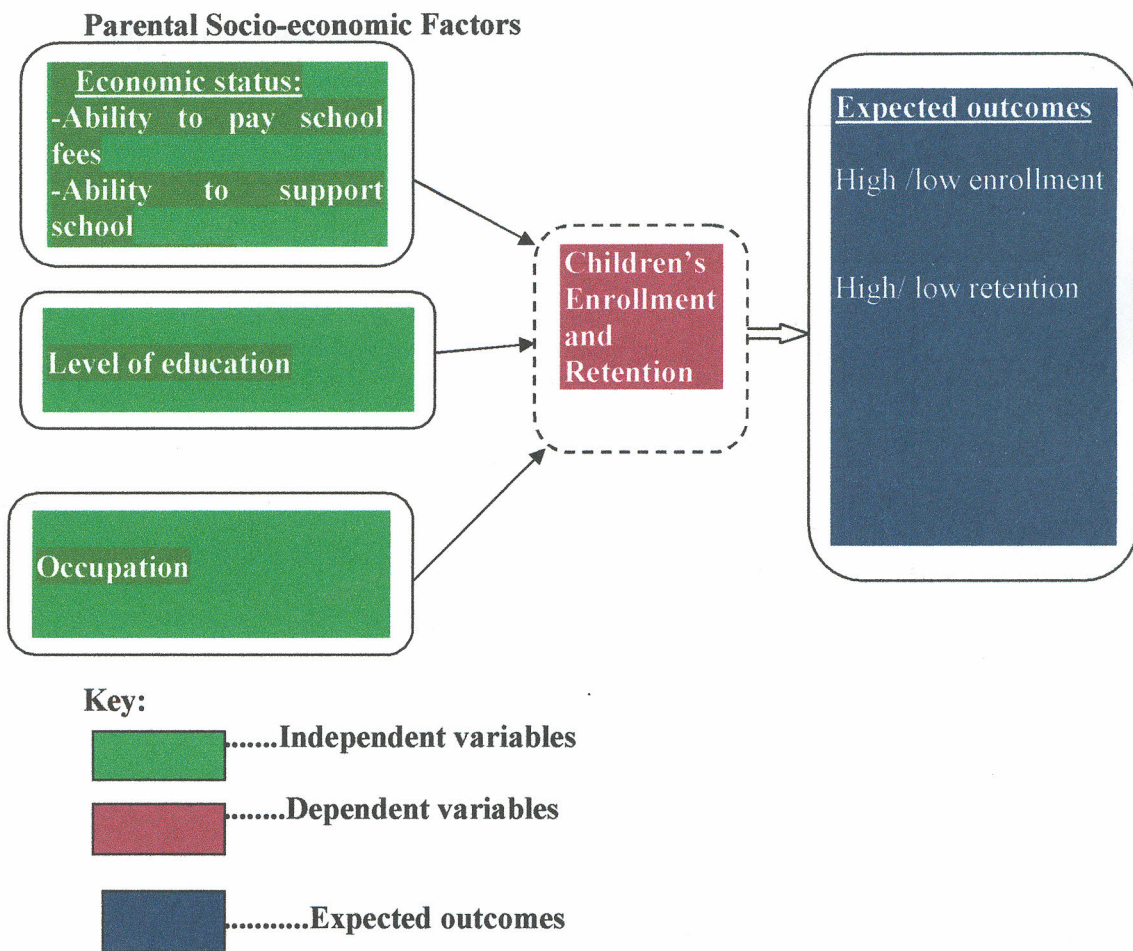 Parental Socio-economic Factors
Economic status:
-Ability to pay school
fees
-Ability to support
school
Level of education
Occupation
Children’s
Enrollment
and
Retention
Expected outcomes
High /low enrollment
High/ low retention
Key:
.......Independent variables
........Dependent variables
...........Expected outcomes